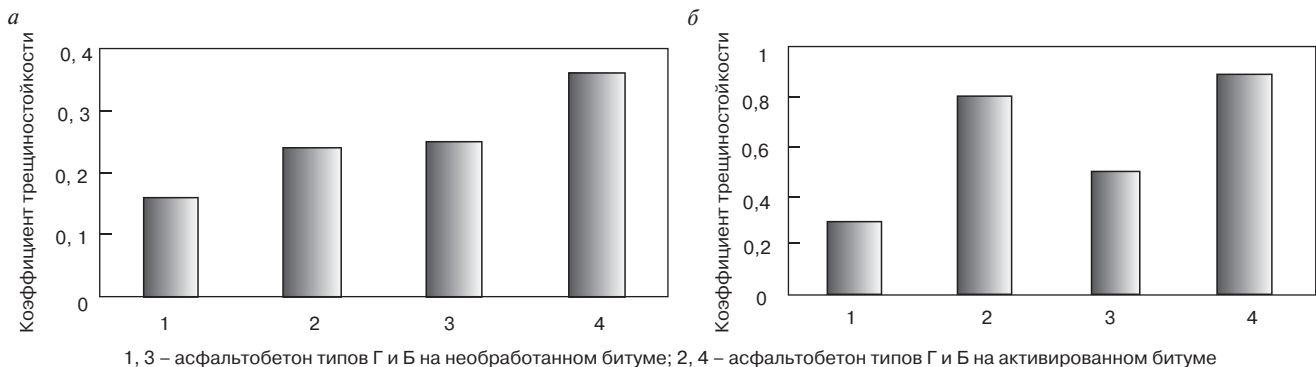 а
Коэффициент трещиностойкости
0, 4
0, 3
0, 2
0, 1
0
1 2 3 4
б
Коэффициент трещиностойкости
1
0,8
0,6
0,4
0,2
0
1 2 3 4
1, 3 – асфальтобетон типов Г и Б на необработанном битуме; 2, 4 – асфальтобетон типов Г и Б на активированном битуме